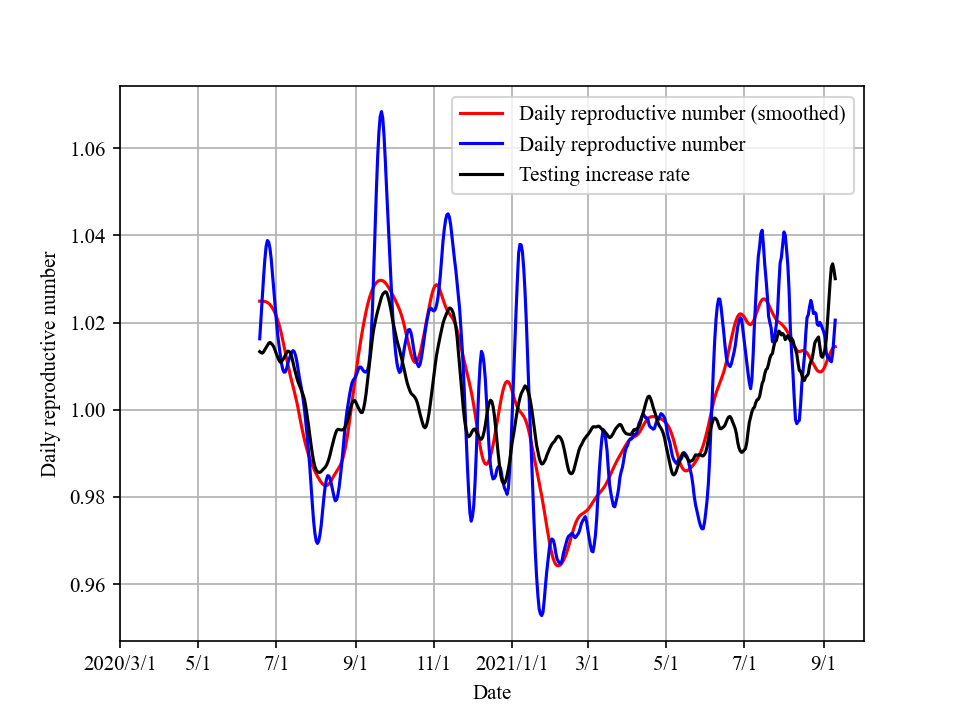 Daily reproductive number (smoothed)
Daily reproductive number
Testing increase rate
Daily reproductive number
1.06
1.04
1.02
1.00
0.98
0.96
2020/3/1 5/1 7/1 9/1 11/1 2021/1/1 3/1 5/1 7/1 9/1
Date